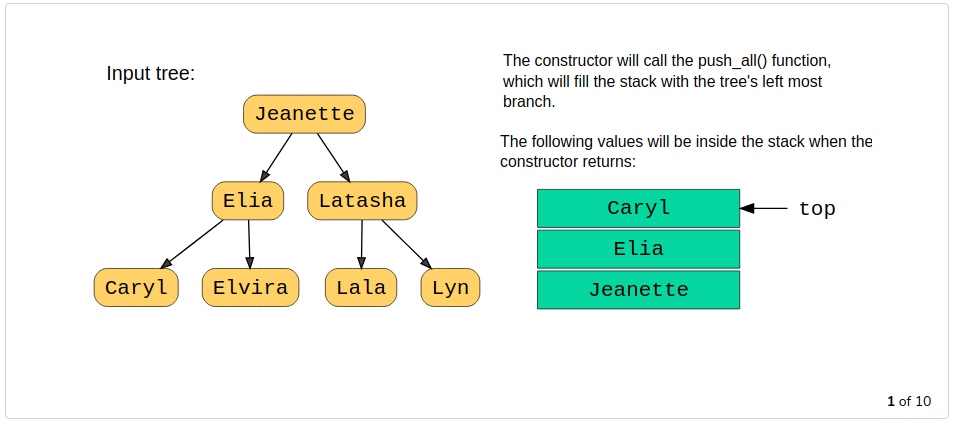 Input tree:
Jeanette
Elia
Latasha
Caryl
Elvira
Lala
Lyn
The constructor will call the push_all() function,
which will fill the stack with the tree's left most
branch.
The following values will be inside the stack when the
constructor returns:
Caryl
top
Elia
Jeanette
1 of 10